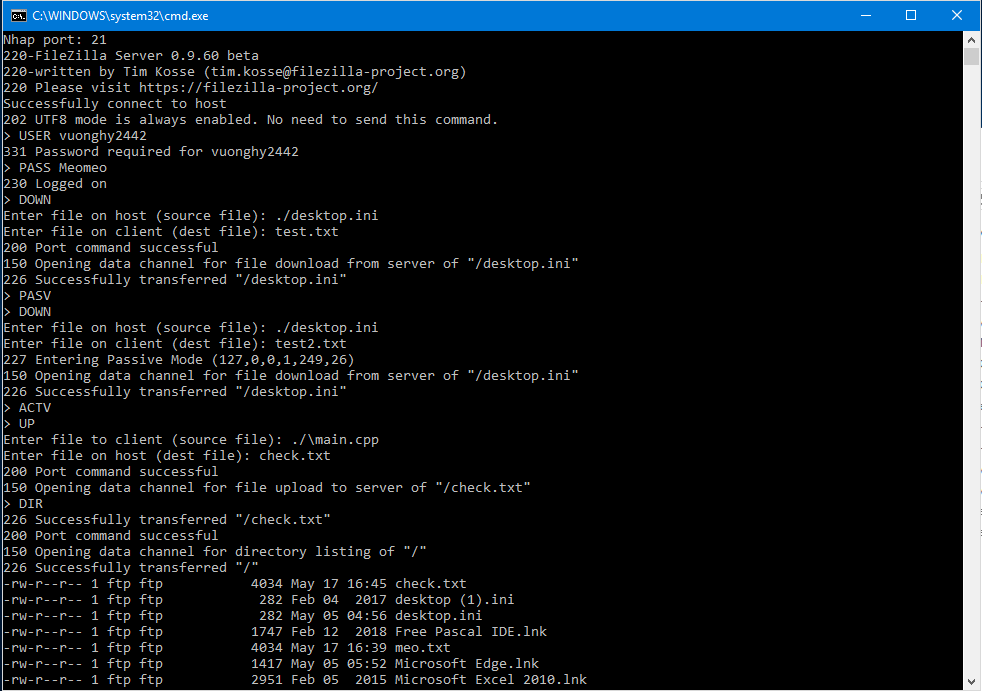 C:\WINDOWS\system32\cmd.exe
Nhap port: 21
220-FileZilla Server 0.9.60 beta
220-written by Tim Kosse (tim.kosse@filezilla-project.org)
220 Please visit https://filezilla-project.org/
Successfully connect to host
202 UTF8 mode is always enabled. No need to send this command.
> USER vuonghy2442
331 Password required for vuonghy2442
> PASS Meomeo
230 Logged on
> DOWN
Enter file on host (source file): ./desktop.ini
Enter file on client (dest file): test.txt
200 Port command successful
150 Opening data channel for file download from server of "/desktop.ini"
226 Successfully transferred "/desktop.ini"
> PASV
> DOWN
Enter file on host (source file): ./desktop.ini
Enter file on client (dest file): test2.txt
227 Entering Passive Mode (127,0,0,1,249,26)
150 Opening data channel for file download from server of "/desktop.ini"
226 Successfully transferred "/desktop.ini"
> ACTV
> UP
Enter file to client (source file): ./\main.cpp
Enter file on host (dest file): check.txt
200 Port command successful
150 Opening data channel for file upload to server of "/check.txt"
> DIR
226 Successfully transferred "/check.txt"
200 Port command successful
150 Opening data channel for directory listing of "/"
226 Successfully transferred "/"
-rw-r--r-- 1 ftp ftp           4034 May 17 16:45 check.txt
-rw-r--r-- 1 ftp ftp            282 Feb 04  2017 desktop (1).ini
-rw-r--r-- 1 ftp ftp            282 May 05 04:56 desktop.ini
-rw-r--r-- 1 ftp ftp           1747 Feb 12  2018 Free Pascal IDE.lnk
-rw-r--r-- 1 ftp ftp           4034 May 17 16:39 meo.txt
-rw-r--r-- 1 ftp ftp           1417 May 05 05:52 Microsoft Edge.lnk
-rw-r--r-- 1 ftp ftp           2951 Feb 05  2015 Microsoft Excel 2010.lnk